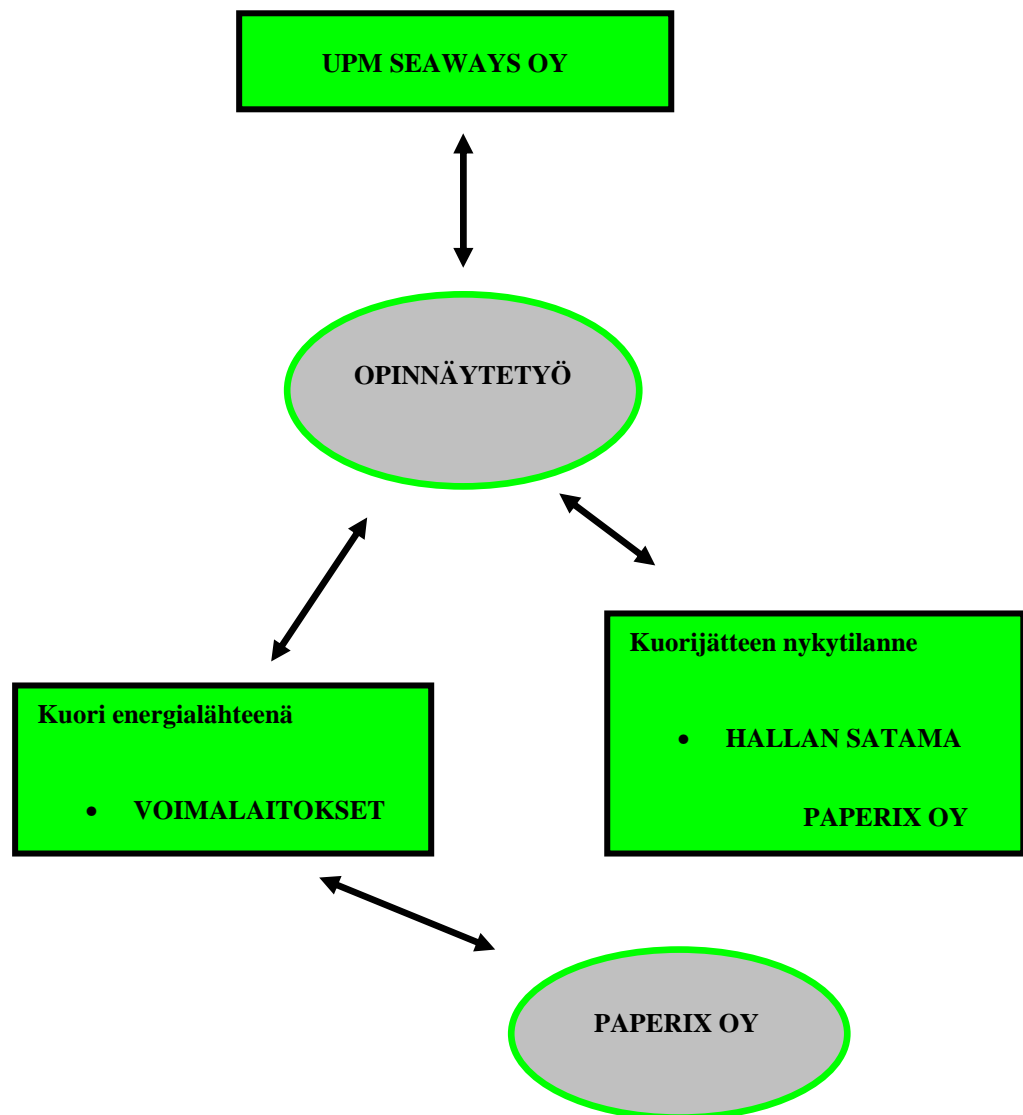 UPM SEAWAYS OY
OPINNÄYTETYÖ
Kuorijätteen nykytilanne
• HALLAN SATAMA
PAPERIX OY
Kuori energialähteenä
• VOIMALAITOKSET
PAPERIX OY